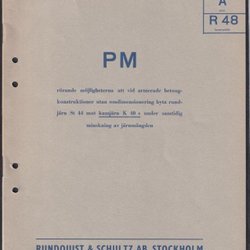 A
R 48
PM
rörande möjligheterna att vid armerade betong-
konstruktioner utan omdimensionering byta rund-
järn St 44 mot kamjärn K 40 s under samtidig
minskning av järnmängden
RUNDQUIST & SCHULTZ AB, STOCKHOLM